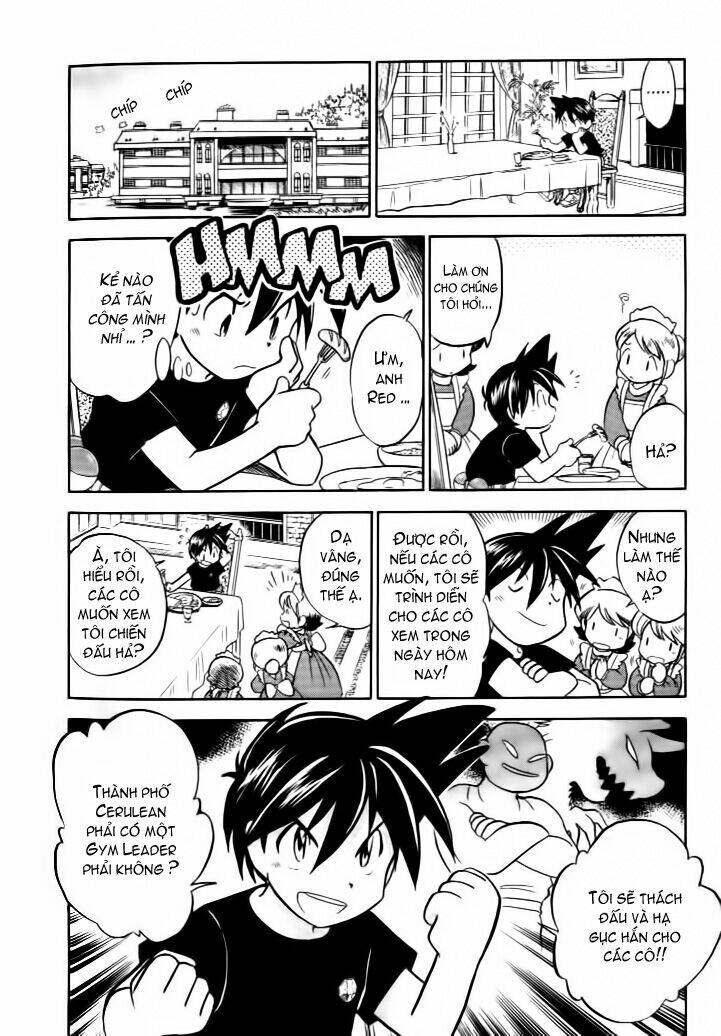 CHÍP
CHÍP
......
KẺ NÀO
ĐÃ TẤN
CÔNG MÌNH
NHỈ ... ?
HMMM
ƯM,
ANH
RED ...
LÀM ƠN
CHO CHÚNG
TÔI HỎI...
HẢ?
À, TÔI
HIỂU RỒI,
CÁC CÔ
MUỐN XEM
TÔI CHIẾN
ĐẤU HẢ?
DẠ
VÂNG,
ĐÚNG
THẾ Ạ.
ĐƯỢC RỒI,
NẾU CÁC CÔ
MUỐN, TÔI SẼ
TRÌNH DIỄN
CHO CÁC CÔ
XEM TRONG
NGÀY HÔM
NAY!
NHƯNG
LÀM THẾ
NÀO
Ạ?
THÀNH PHỐ
CERULEAN
PHẢI CÓ MỘT
GYM LEADER
PHẢI KHÔNG ?
TÔI SẼ THÁCH
ĐẤU VÀ HẠ
GỤC HẮN CHO
CÁC CÔ!!